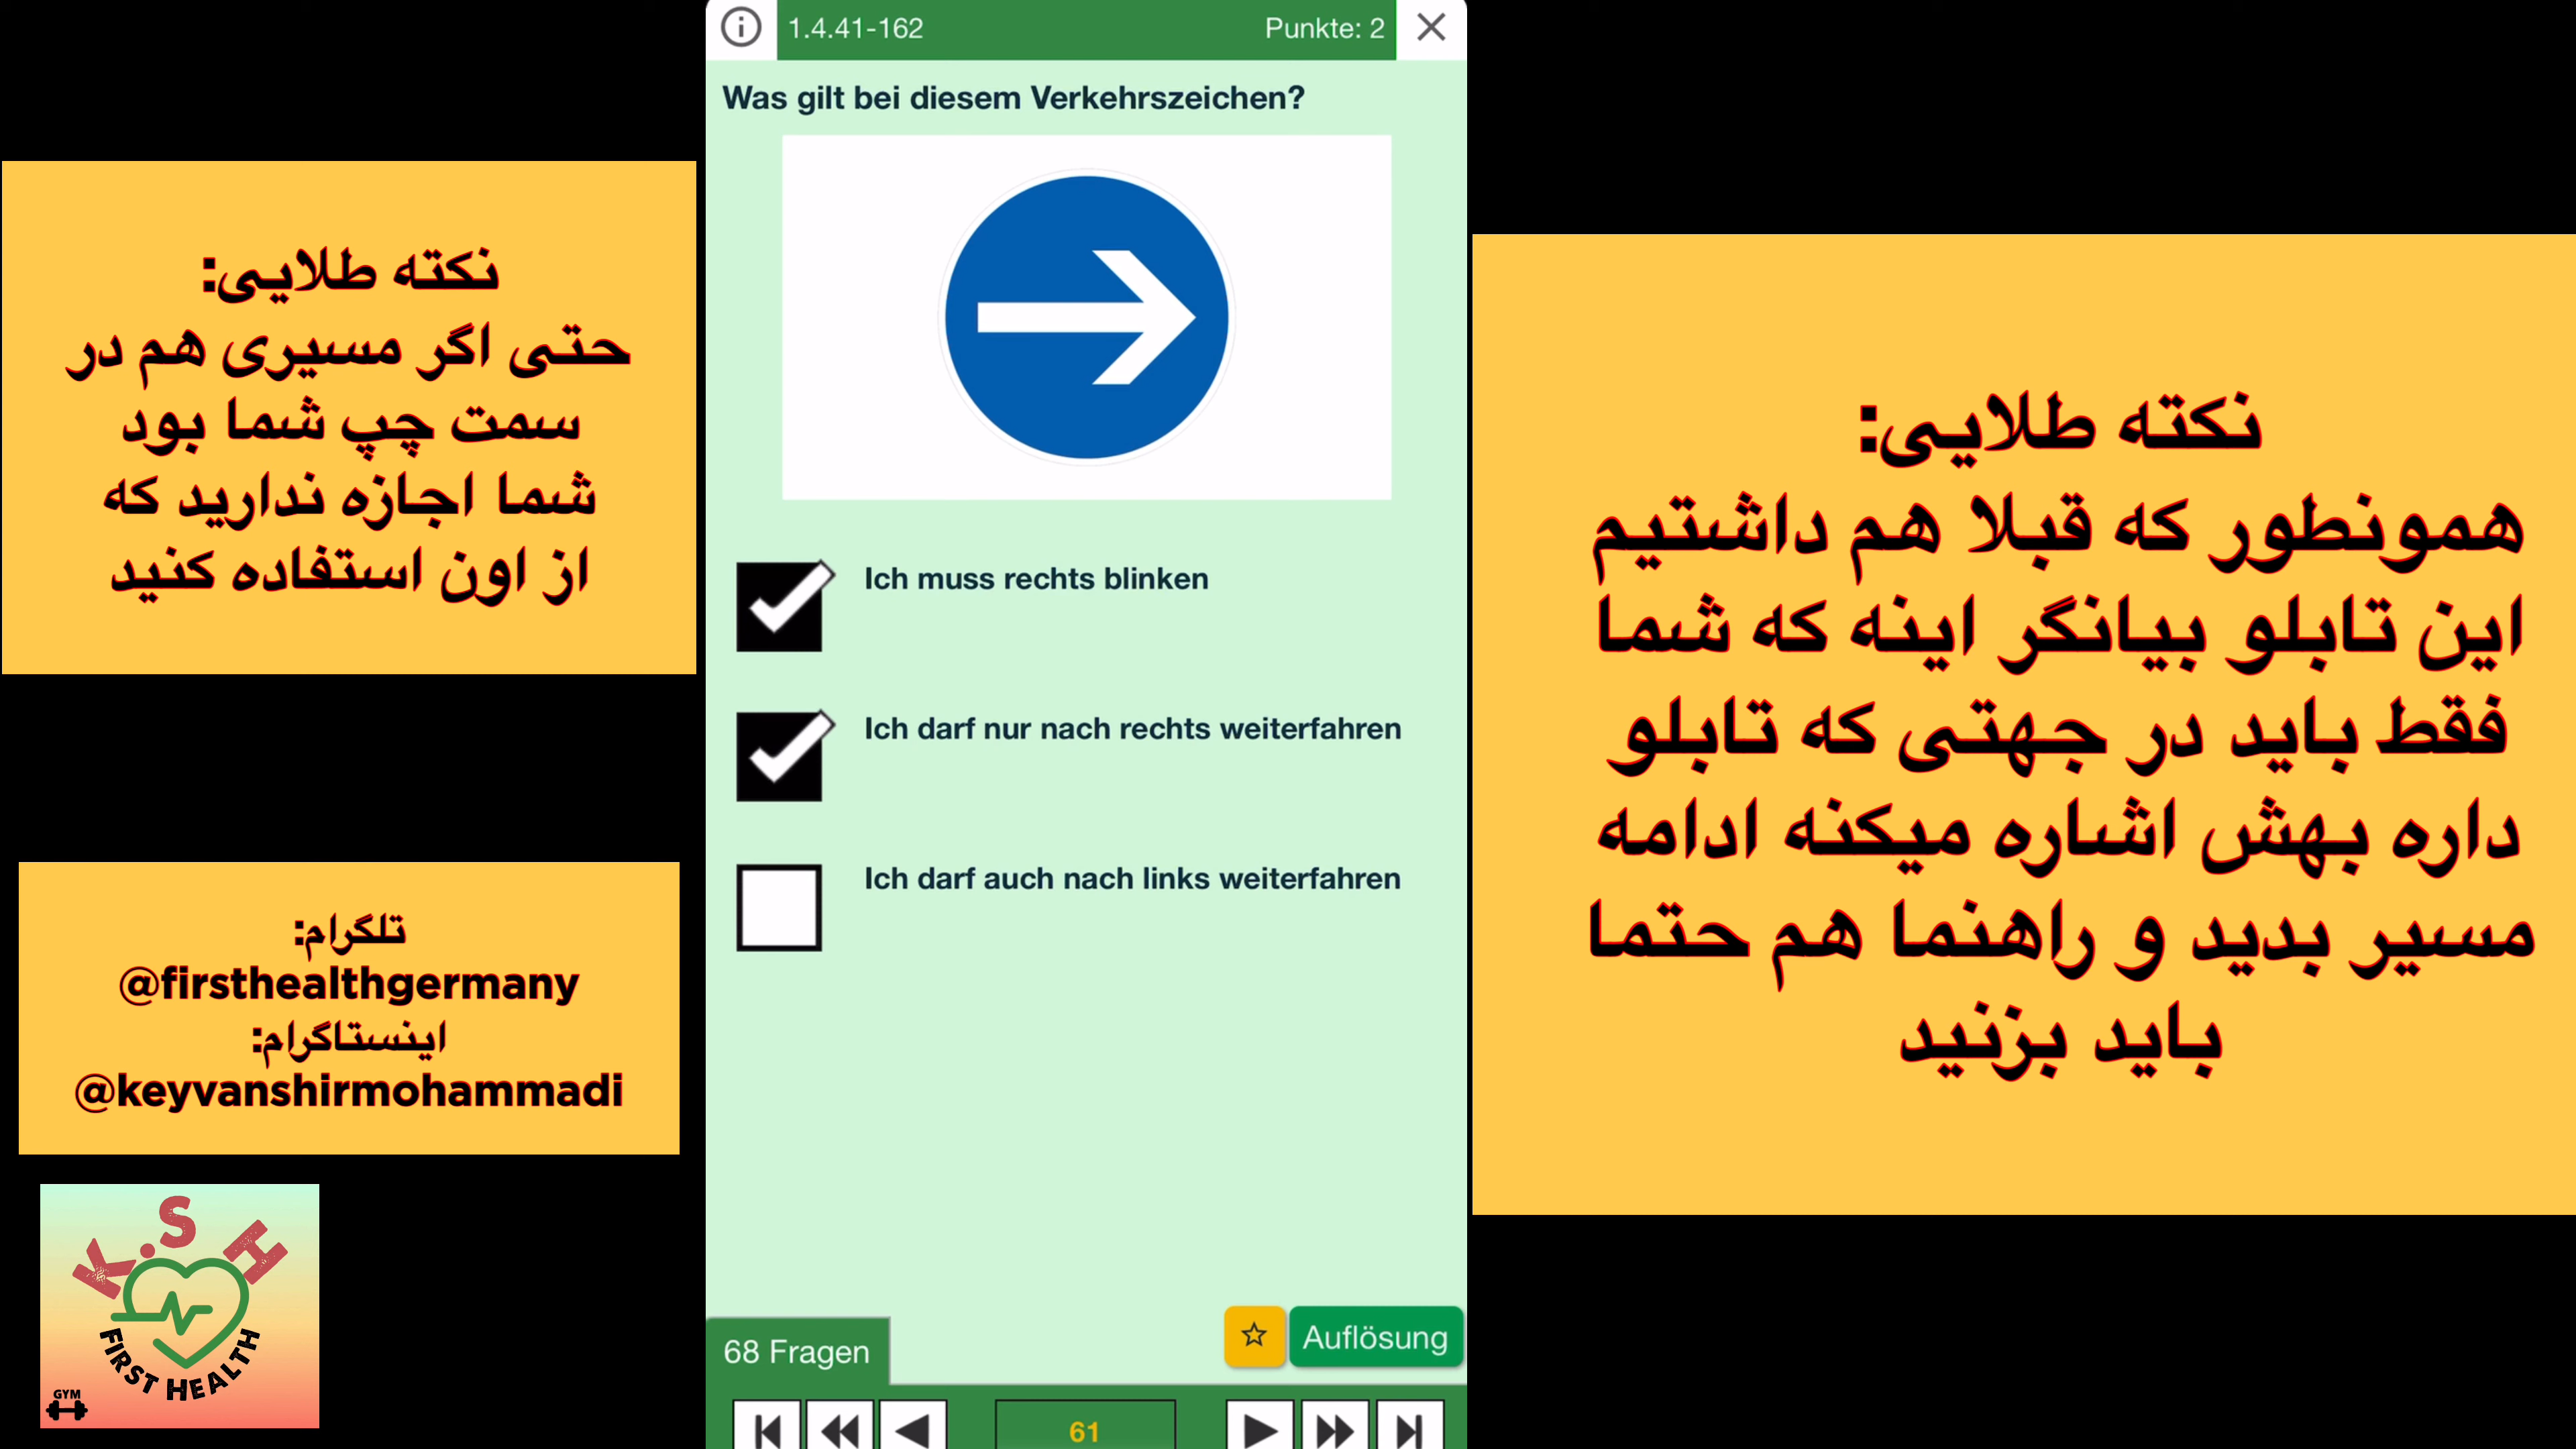 1.4.41-162
Punkte: 2
Was gilt bei diesem Verkehrszeichen?
Ich muss rechts blinken
Ich darf nur nach rechts weiterfahren
Ich darf auch nach links weiterfahren
68 Fragen
Auflösung
61
نکته طلایی:
حتی اگر مسیری هم در
سمت چپ شما بود
شما اجازه ندارید که
از اون استفاده کنید
تلگرام:
@firsthealthgermany
اینستاگرام:
@keyvanshirmohammadi
K.SH
FIRST HEALTH
GYM
نکته طلایی:
همونطور که قبلا هم داشتیم
این تابلو بیانگر اینه که شما
فقط باید در جهتی که تابلو
داره بهش اشاره میکنه ادامه
مسیر بدید و راهنما هم حتما
باید بزنید